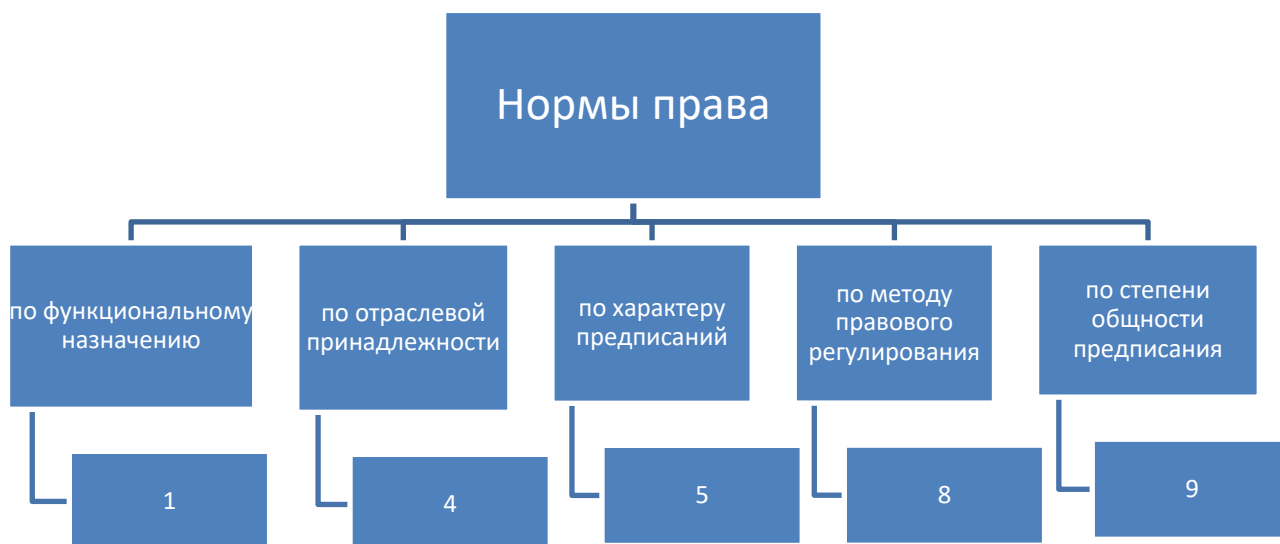 Нормы права
по функциональному
назначению
по отраслевой
принадлежности
по характеру
предписаний
по методу
правового
регулирования
по степени
общности
предписания
1
4
5
8
9